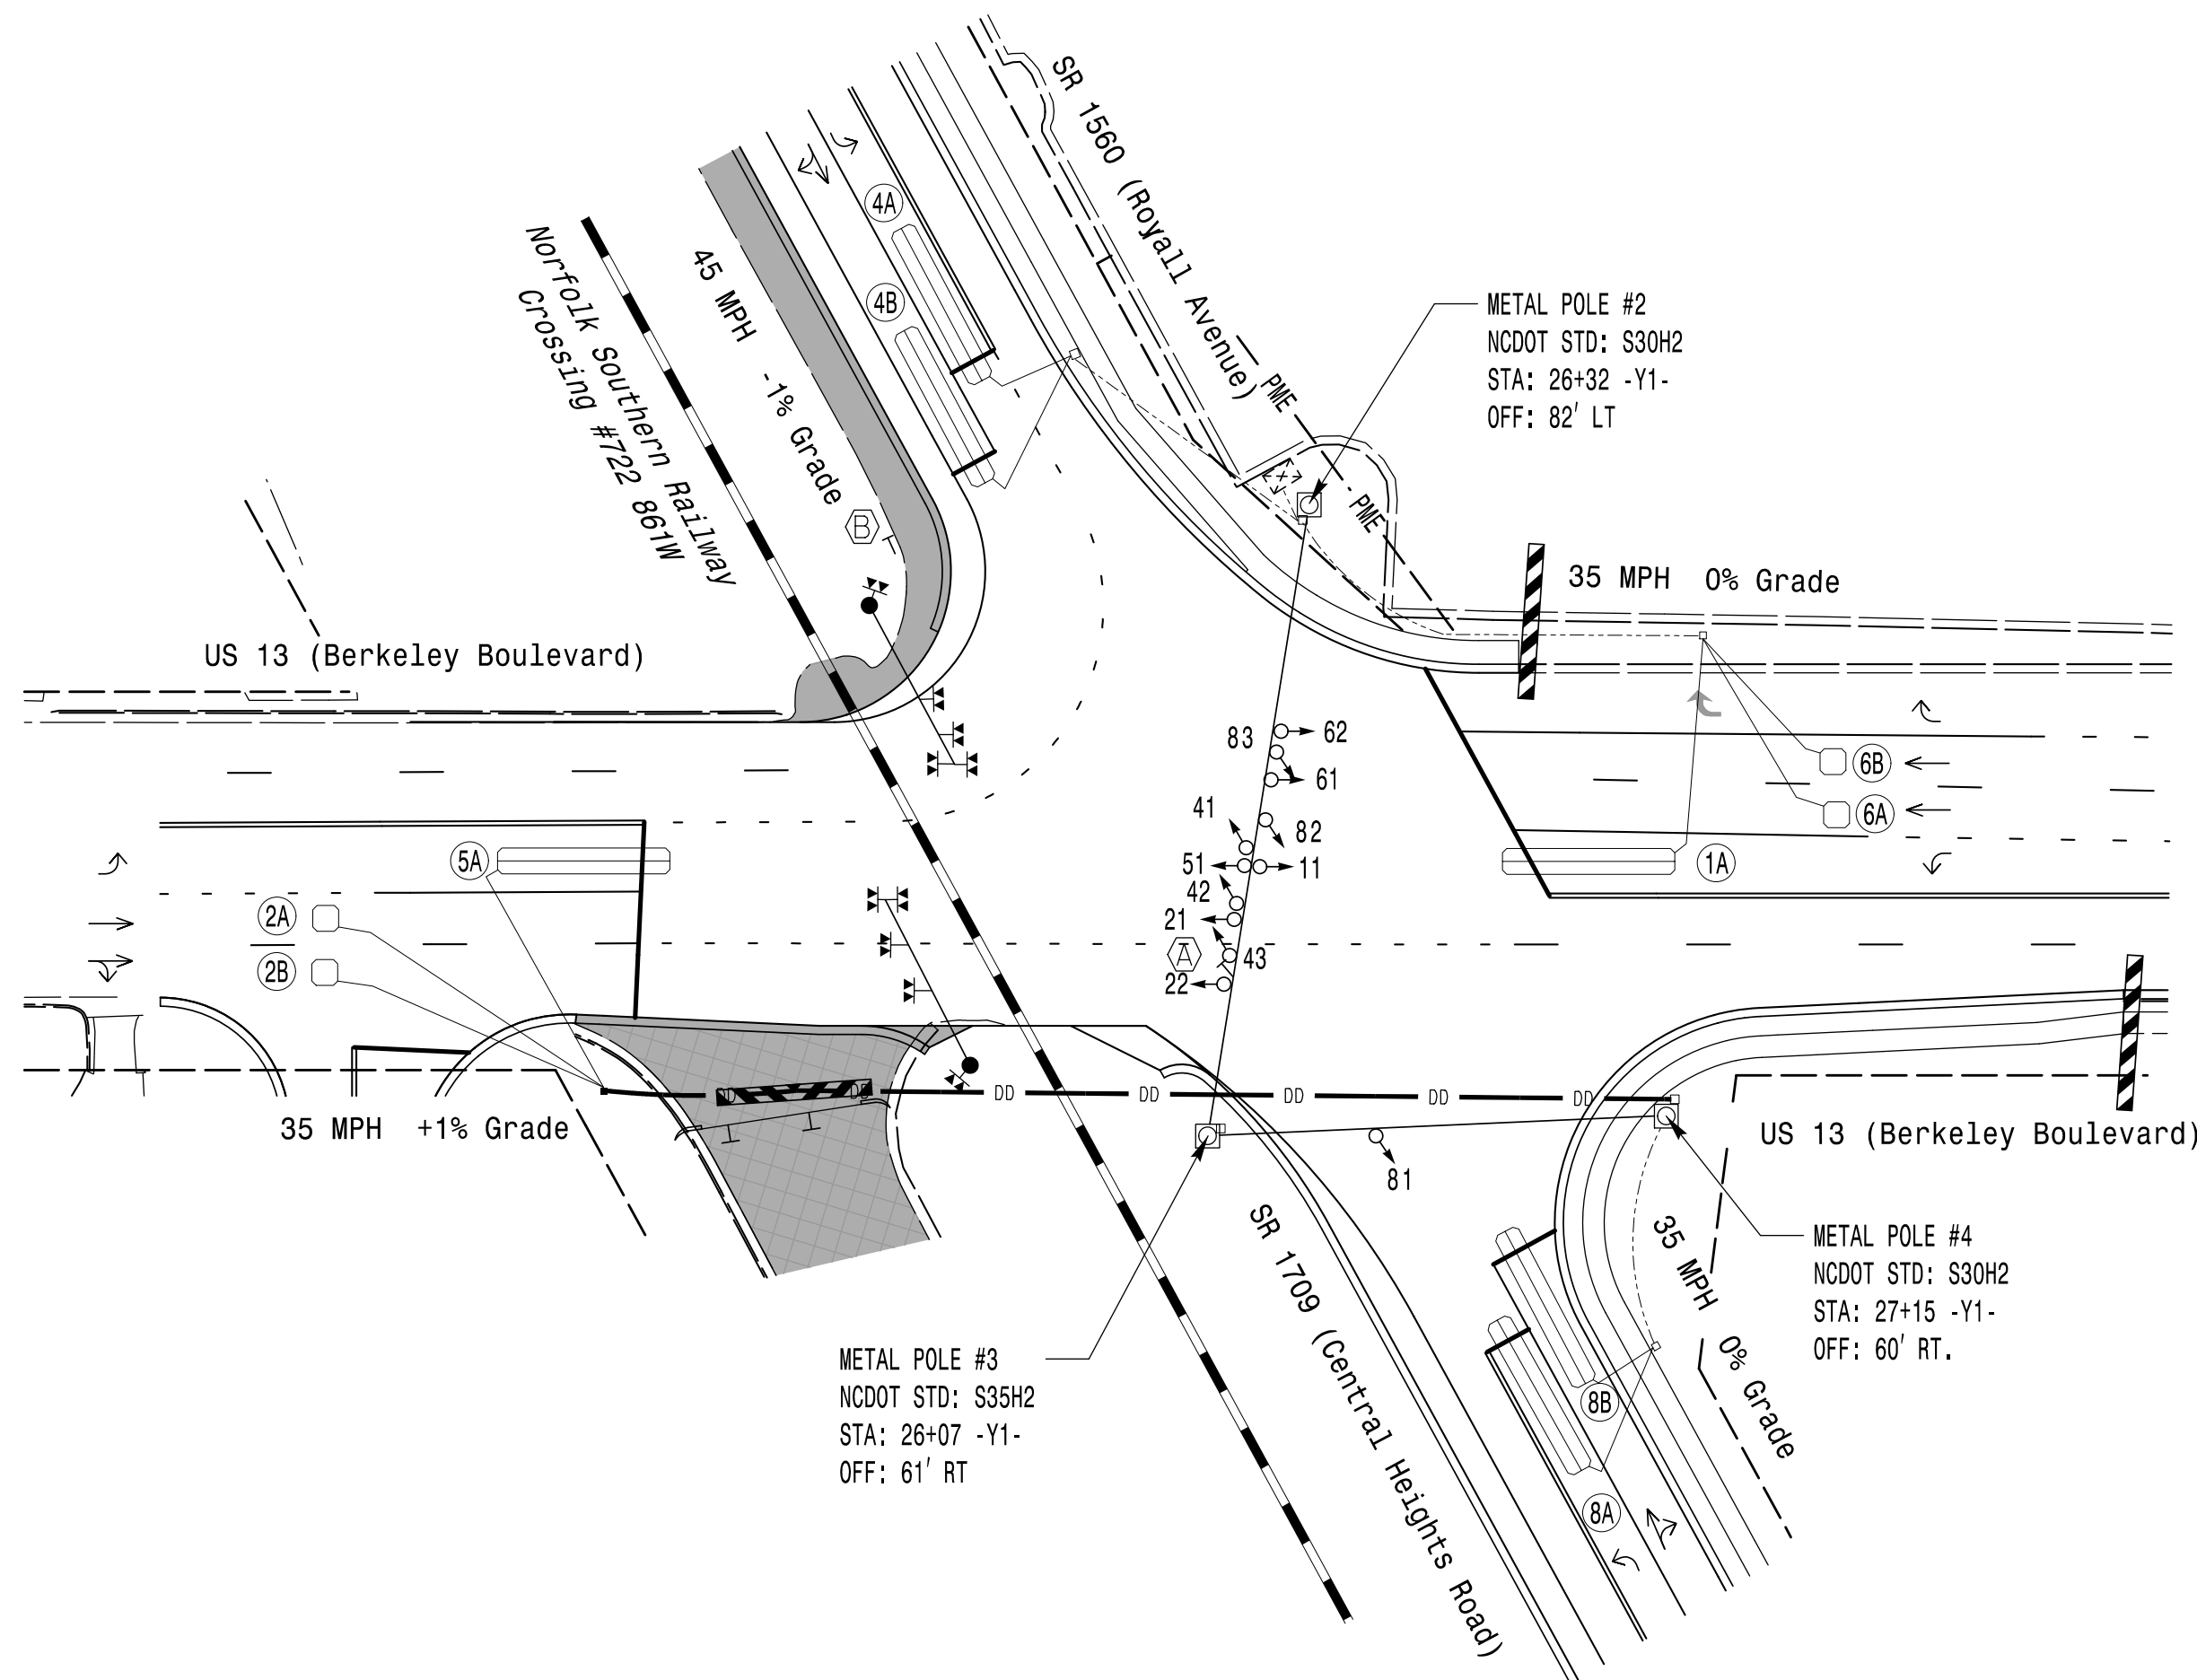 SR 1560 (Royall Avenue)
4A
4B
45 MPH -1% Grade
Norfolk Southern Railway
Crossing #722 861W
B
PME
PME
METAL POLE #2
NCDOT STD: S30H2
STA: 26+32 -Y1-
OFF: 82' LT
35 MPH 0% Grade
US 13 (Berkeley Boulevard)
83
62
61
41
82
51
11
42
21
A
43
22
6B
6A
1A
5A
2A
2B
35 MPH +1% Grade
DD
DD
DD
DD
DD
DD
DD
81
US 13 (Berkeley Boulevard)
SR 1709 (Central Heights Road)
35 MPH 0% Grade
METAL POLE #4
NCDOT STD: S30H2
STA: 27+15 -Y1-
OFF: 60' RT.
METAL POLE #3
NCDOT STD: S35H2
STA: 26+07 -Y1-
OFF: 61' RT
8B
8A